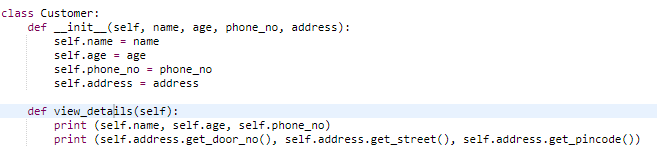 class Customer:
    def __init__(self, name, age, phone_no, address):
        self.name = name
        self.age = age
        self.phone_no = phone_no
        self.address = address
    def view_details(self):
        print (self.name, self.age, self.phone_no)
        print (self.address.get_door_no(), self.address.get_street(), self.address.get_pincode())